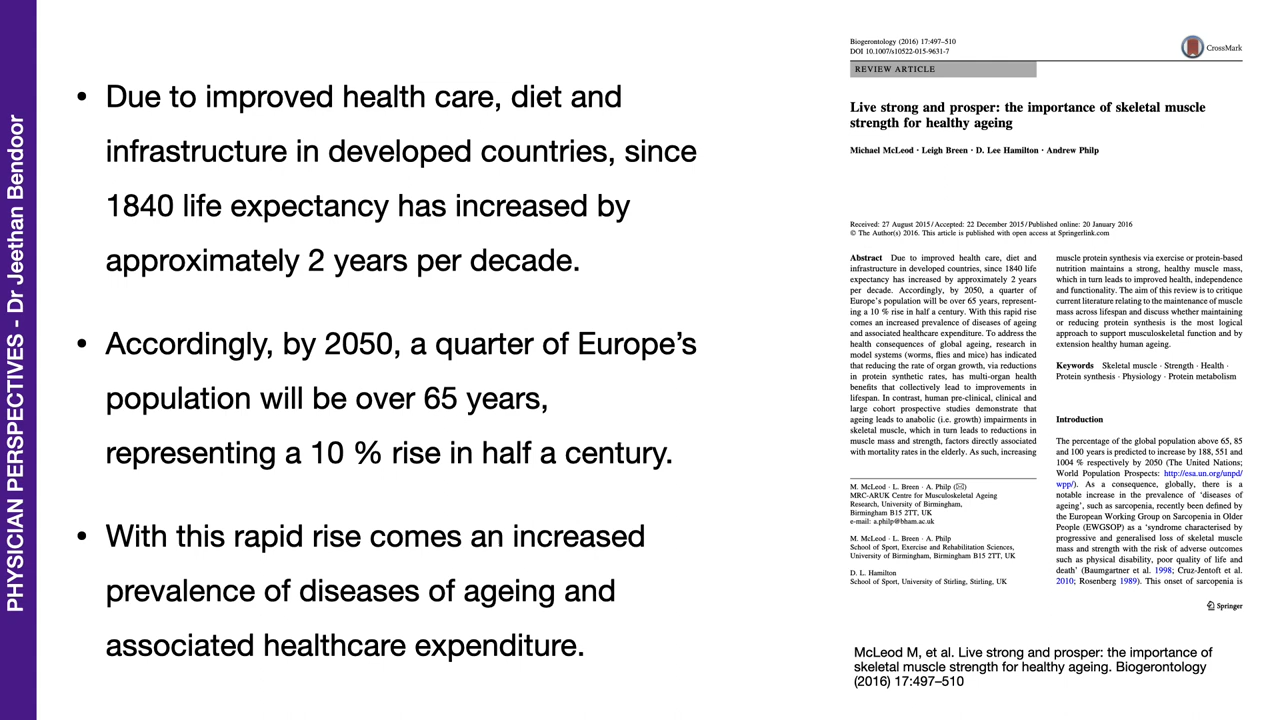 PHYSICIAN PERSPECTIVES - Dr Jeethan Bendoor
• Due to improved health care, diet and
infrastructure in developed countries, since
1840 life expectancy has increased by
approximately 2 years per decade.
• Accordingly, by 2050, a quarter of Europe’s
population will be over 65 years,
representing a 10 % rise in half a century.
• With this rapid rise comes an increased
prevalence of diseases of ageing and
associated healthcare expenditure.
Biogerontology (2016) 17:497–510
DOI 10.1007/s10522-015-9631-7
CrossMark
REVIEW ARTICLE
Live strong and prosper: the importance of skeletal muscle
strength for healthy ageing
Michael McLeod · Leigh Breen · D. Lee Hamilton · Andrew Philp
Received: 27 August 2015 / Accepted: 22 December 2015 / Published online: 20 January 2016
© The Author(s) 2016. This article is published with open access at Springerlink.com
Abstract Due to improved health care, diet and
infrastructure in developed countries, since 1840 life
expectancy has increased by approximately 2 years
per decade. Accordingly, by 2050, a quarter of
Europe’s population will be over 65 years, represent-
ing a 10 % rise in half a century. With this rapid rise
comes an increased prevalence of diseases of ageing
and associated healthcare expenditure. To address the
health consequences of global ageing, research in
model systems (worms, flies and mice) has indicated
that reducing the rate of organ growth, via reductions
in protein synthetic rates, has multi-organ health
benefits that collectively lead to improvements in
lifespan. In contrast, human pre-clinical, clinical and
large cohort prospective studies demonstrate that
ageing leads to anabolic (i.e. growth) impairments in
skeletal muscle, which in turn leads to reductions in
muscle mass and strength, factors directly associated
with mortality rates in the elderly. As such, increasing
M. McLeod · L. Breen · A. Philp (✉)
MRC-ARUK Centre for Musculoskeletal Ageing
Research, University of Birmingham,
Birmingham B15 2TT, UK
e-mail: a.philp@bham.ac.uk
M. McLeod · L. Breen · A. Philp
School of Sport, Exercise and Rehabilitation Sciences,
University of Birmingham, Birmingham B15 2TT, UK
D. L. Hamilton
School of Sport, University of Stirling, Stirling, UK
muscle protein synthesis via exercise or protein-based
nutrition maintains a strong, healthy muscle mass,
which in turn leads to improved health, independence
and functionality. The aim of this review is to critique
current literature relating to the maintenance of muscle
mass across lifespan and discuss whether maintaining
or reducing protein synthesis is the most logical
approach to support musculoskeletal function and by
extension healthy human ageing.
Keywords Skeletal muscle · Strength · Health ·
Protein synthesis · Physiology · Protein metabolism
Introduction
The percentage of the global population above 65, 85
and 100 years is predicted to increase by 188, 551 and
1004 % respectively by 2050 (The United Nations;
World Population Prospects: http://esa.un.org/unpd/
wpp/). As a consequence, globally, there is a
notable increase in the prevalence of ‘diseases of
ageing’, such as sarcopenia, recently been defined by
the European Working Group on Sarcopenia in Older
People (EWGSOP) as a ‘syndrome characterised by
progressive and generalised loss of skeletal muscle
mass and strength with the risk of adverse outcomes
such as physical disability, poor quality of life and
death’ (Baumgartner et al. 1998; Cruz-Jentoft et al.
2010; Rosenberg 1989). This onset of sarcopenia is
Springer
McLeod M, et al. Live strong and prosper: the importance of
skeletal muscle strength for healthy ageing. Biogerontology
(2016) 17:497–510